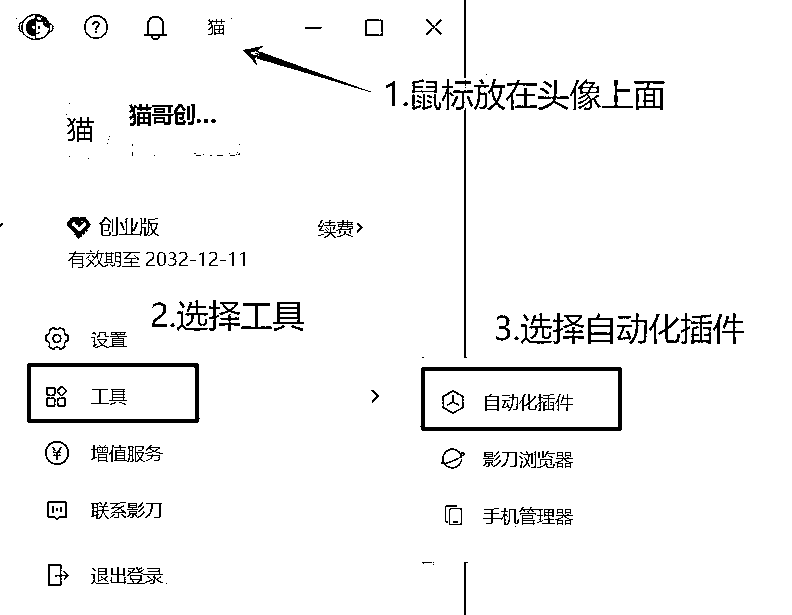 猫
1.鼠标放在头像上面
猫
猫哥创...
创业版
续费
有效期至 2032-12-11
2.选择工具
3.选择自动化插件
设置
工具
自动化插件
增值服务
影刀浏览器
联系影刀
手机管理器
退出登录